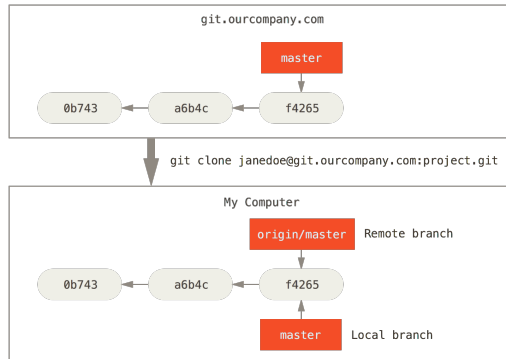 git.ourcompany.com
master
0b743 a6b4c f4265
git clone janedoe@git.ourcompany.com:project.git
My Computer
origin/master Remote branch
0b743 a6b4c f4265
master Local branch